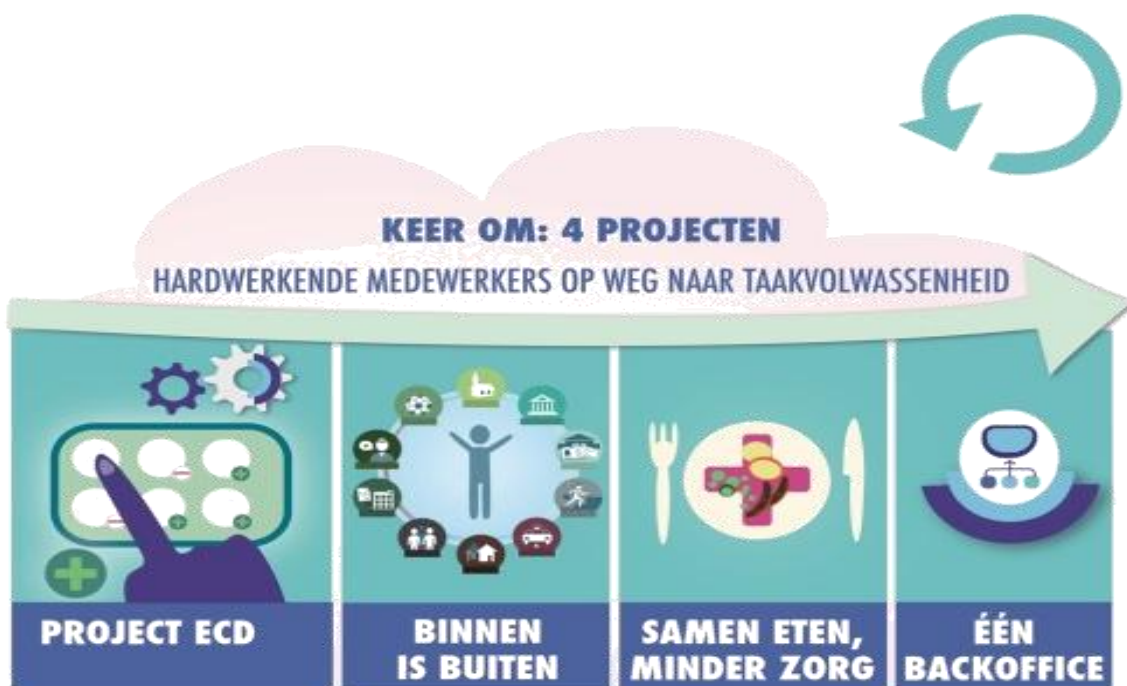 KEER OM: 4 PROJECTEN
HARDWERKENDE MEDEWERKERS OP WEG NAAR TAAKVOLWASSENHEID
PROJECT ECD
BINNEN
IS BUITEN
SAMEN ETEN,
MINDER ZORG
ÉÉN
BACKOFFICE